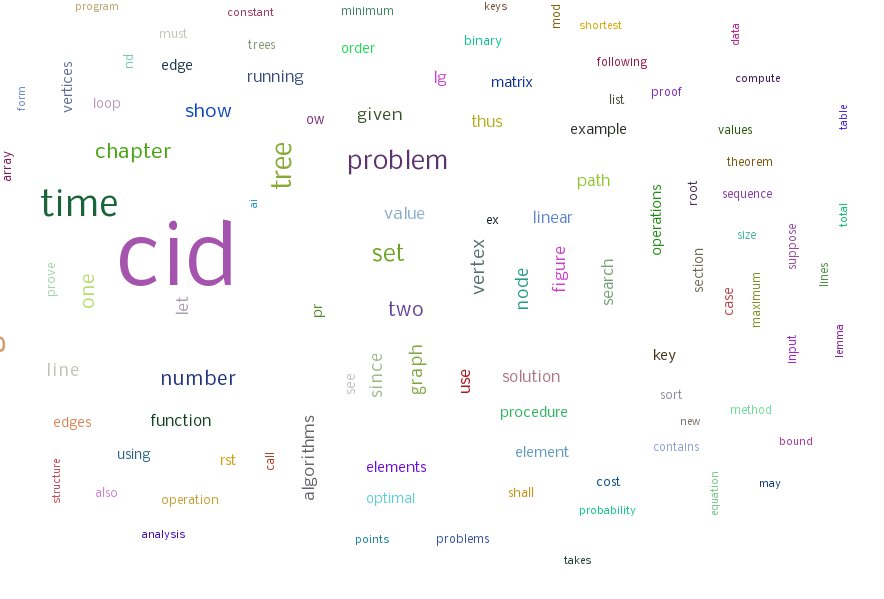 program
constant
minimum
keys
mod
shortest
data
must
trees
order
binary
nd
edge
running
lg
matrix
following
compute
form
vertices
loop
show
ow
given
thus
list
proof
example
values
table
array
chapter
tree
problem
path
theorem
time
ai
value
ex
linear
operations
root
sequence
total
cid
set
vertex
node
figure
search
section
size
suppose
prove
one
let
pr
two
case
maximum
lines
line
number
see
since
graph
use
solution
key
input
lemma
edges
function
procedure
sort
new
method
using
rst
call
algorithms
elements
element
contains
bound
structure
also
operation
optimal
shall
cost
probability
equation
may
analysis
points
problems
takes